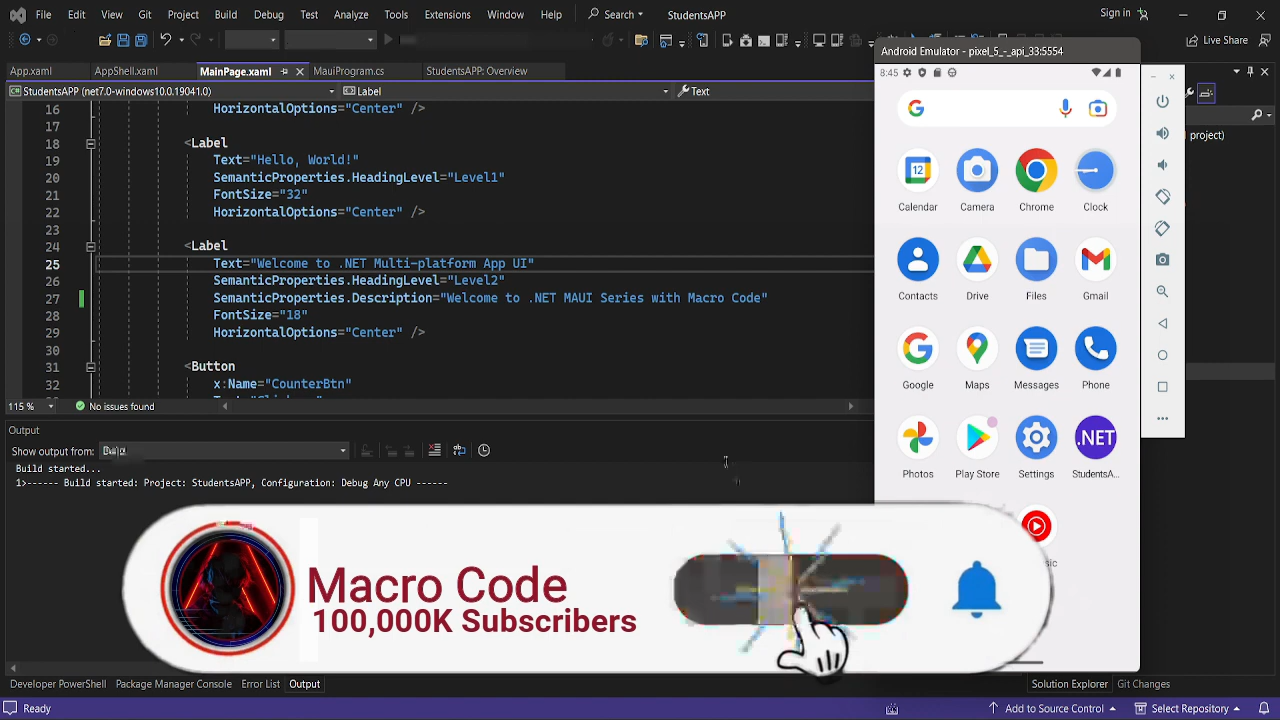 File Edit View Git Project Build Debug Test Analyze Tools Extensions Window Help Search StudentsAPP Sign in
Live Share
App.xaml AppShell.xaml MainPage.xaml MauiProgram.cs StudentsAPP: Overview
StudentsAPP (net7.0-windows10.0.19041.0) Label Text
16 HorizontalOptions="Center" />
17
18 <Label
19 Text="Hello, World!"
20 SemanticProperties.HeadingLevel="Level1"
21 FontSize="32"
22 HorizontalOptions="Center" />
23
24 <Label
25 Text="Welcome to .NET Multi-platform App UI"
26 SemanticProperties.HeadingLevel="Level2"
27 SemanticProperties.Description="Welcome to .NET MAUI Series with Macro Code"
28 FontSize="18"
29 HorizontalOptions="Center" />
30
31 <Button
32 x:Name="CounterBtn"
115 % No issues found
Output
Show output from:
Build started...
1>------ Build started: Project: StudentsAPP, Configuration: Debug Any CPU ------
Android Emulator - pixel_5_-_api_33:5554
8:45
12
Calendar Camera Chrome Clock
Contacts Drive Files Gmail
Google Maps Messages Phone
.NET
Photos Play Store Settings StudentsA...
project)
Macro Code
100,000K Subscribers
Developer PowerShell Package Manager Console Error List Output
Solution Explorer Git Changes
Ready
Add to Source Control Select Repository